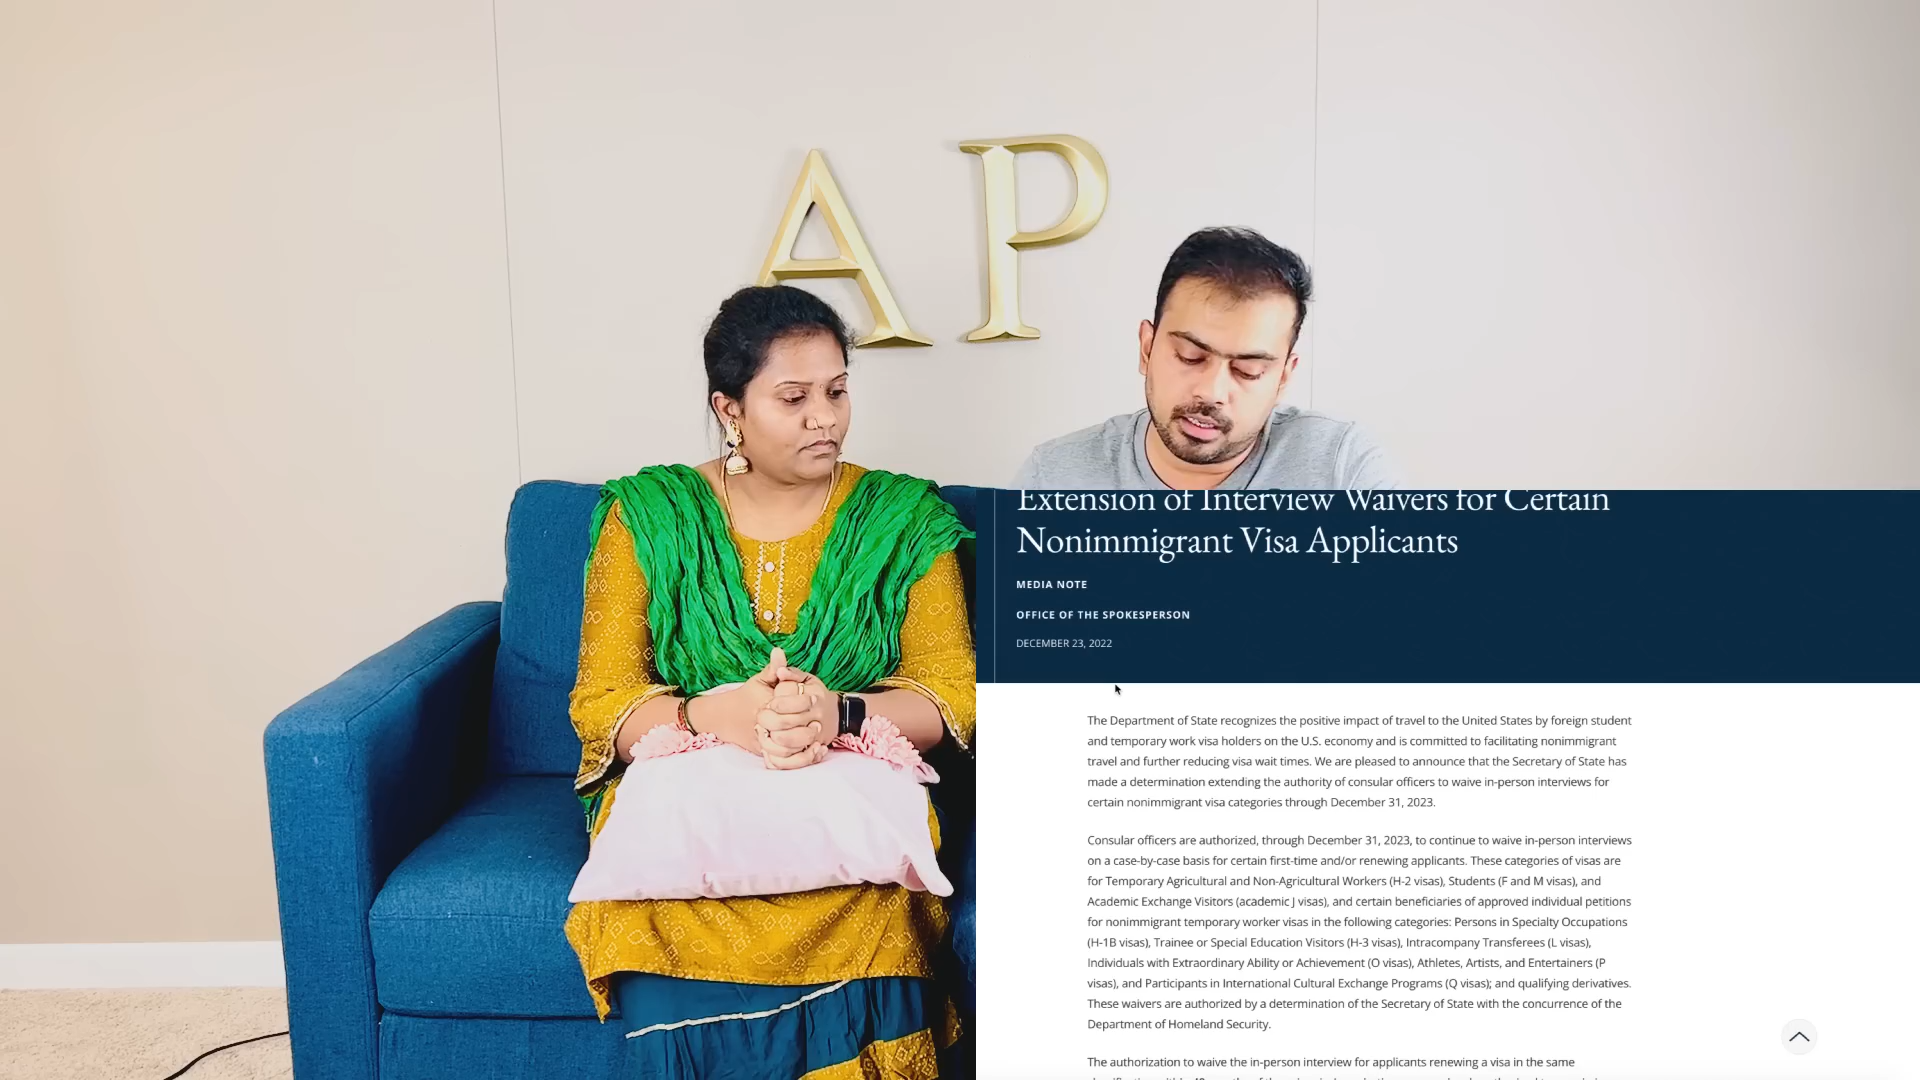 A P
Extension of Interview Waivers for Certain
Nonimmigrant Visa Applicants
MEDIA NOTE
OFFICE OF THE SPOKESPERSON
DECEMBER 23, 2022
The Department of State recognizes the positive impact of travel to the United States by foreign student
and temporary work visa holders on the U.S. economy and is committed to facilitating nonimmigrant
travel and further reducing visa wait times. We are pleased to announce that the Secretary of State has
made a determination extending the authority of consular officers to waive in-person interviews for
certain nonimmigrant visa categories through December 31, 2023.
Consular officers are authorized, through December 31, 2023, to continue to waive in-person interviews
on a case-by-case basis for certain first-time and/or renewing applicants. These categories of visas are
for Temporary Agricultural and Non-Agricultural Workers (H-2 visas), Students (F and M visas), and
Academic Exchange Visitors (academic J visas), and certain beneficiaries of approved individual petitions
for nonimmigrant temporary worker visas in the following categories: Persons in Specialty Occupations
(H-1B visas), Trainee or Special Education Visitors (H-3 visas), Intracompany Transferees (L visas),
Individuals with Extraordinary Ability or Achievement (O visas), Athletes, Artists, and Entertainers (P
visas), and Participants in International Cultural Exchange Programs (Q visas); and qualifying derivatives.
These waivers are authorized by a determination of the Secretary of State with the concurrence of the
Department of Homeland Security.
The authorization to waive the in-person interview for applicants renewing a visa in the same